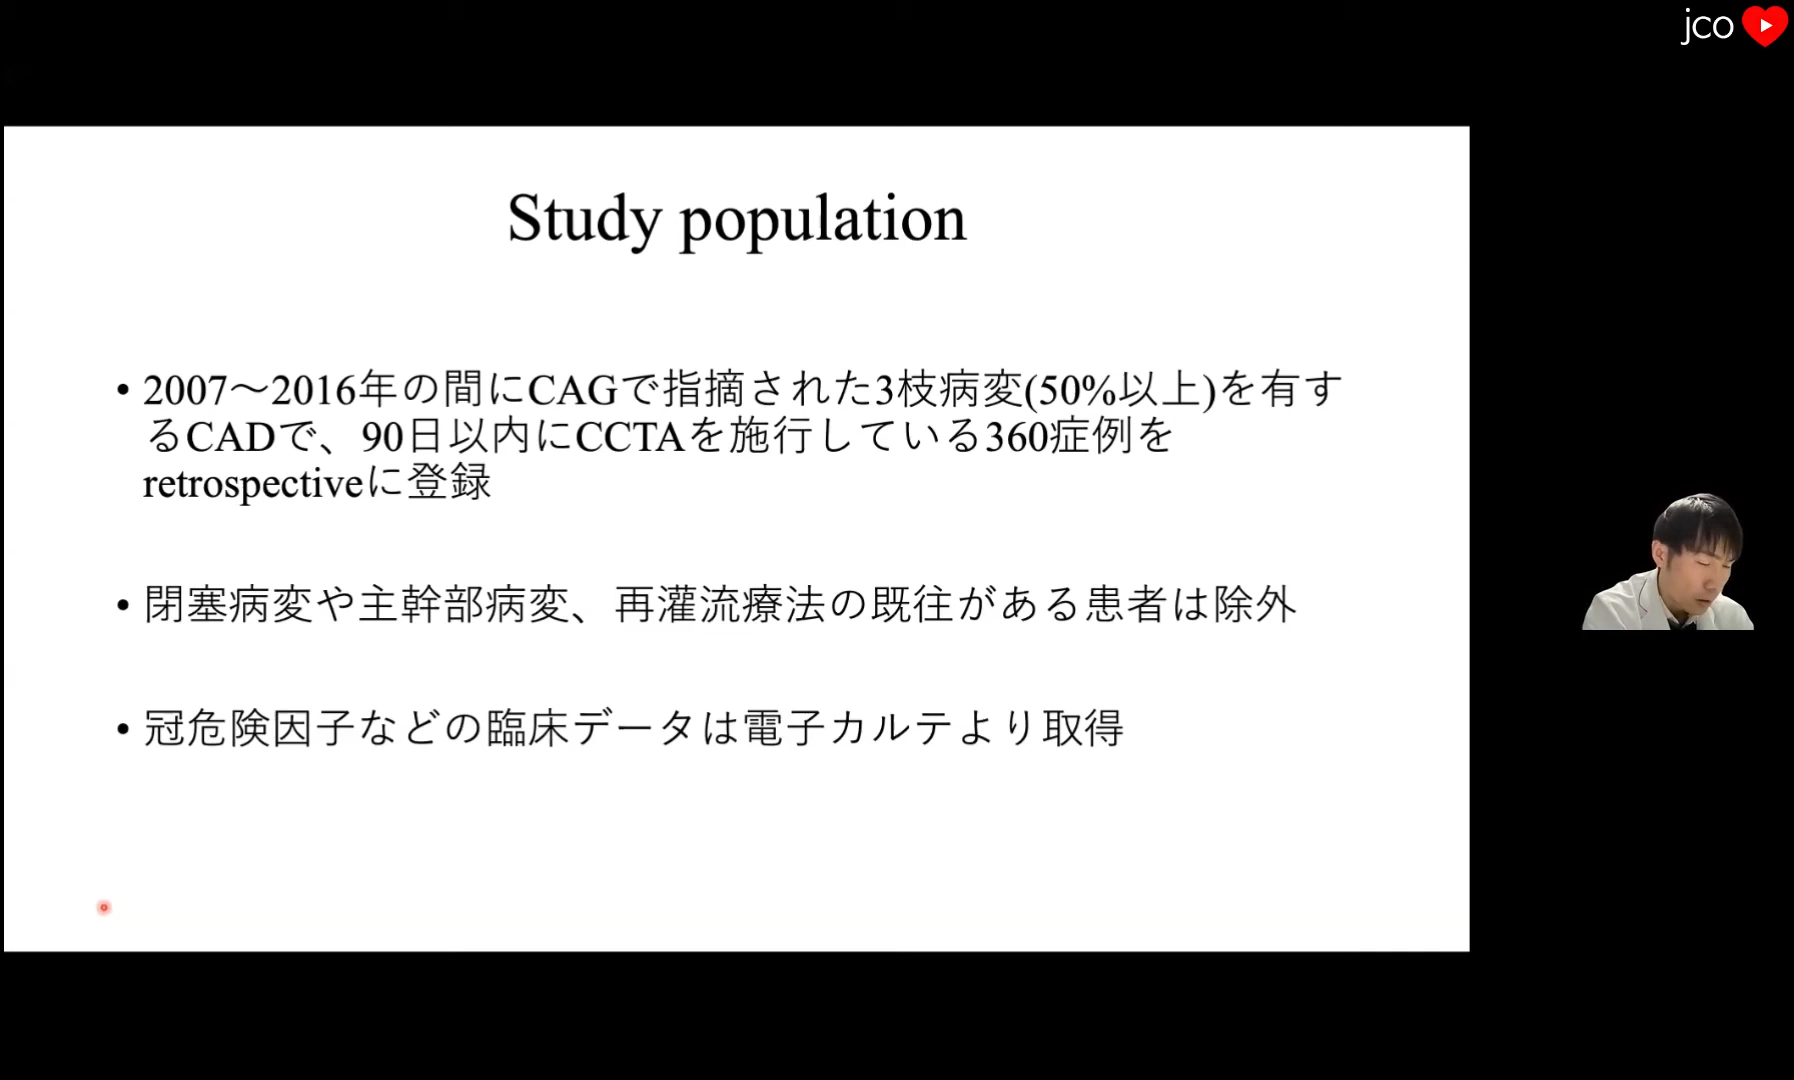 jco
Study population
• 2007～2016年の間にCAGで指摘された3枝病変(50%以上)を有す
るCADで、90日以内にCCTAを施行している360症例を
retrospectiveに登録
• 閉塞病変や主幹部病変、再灌流療法の既往がある患者は除外
• 冠危険因子などの臨床データは電子カルテより取得